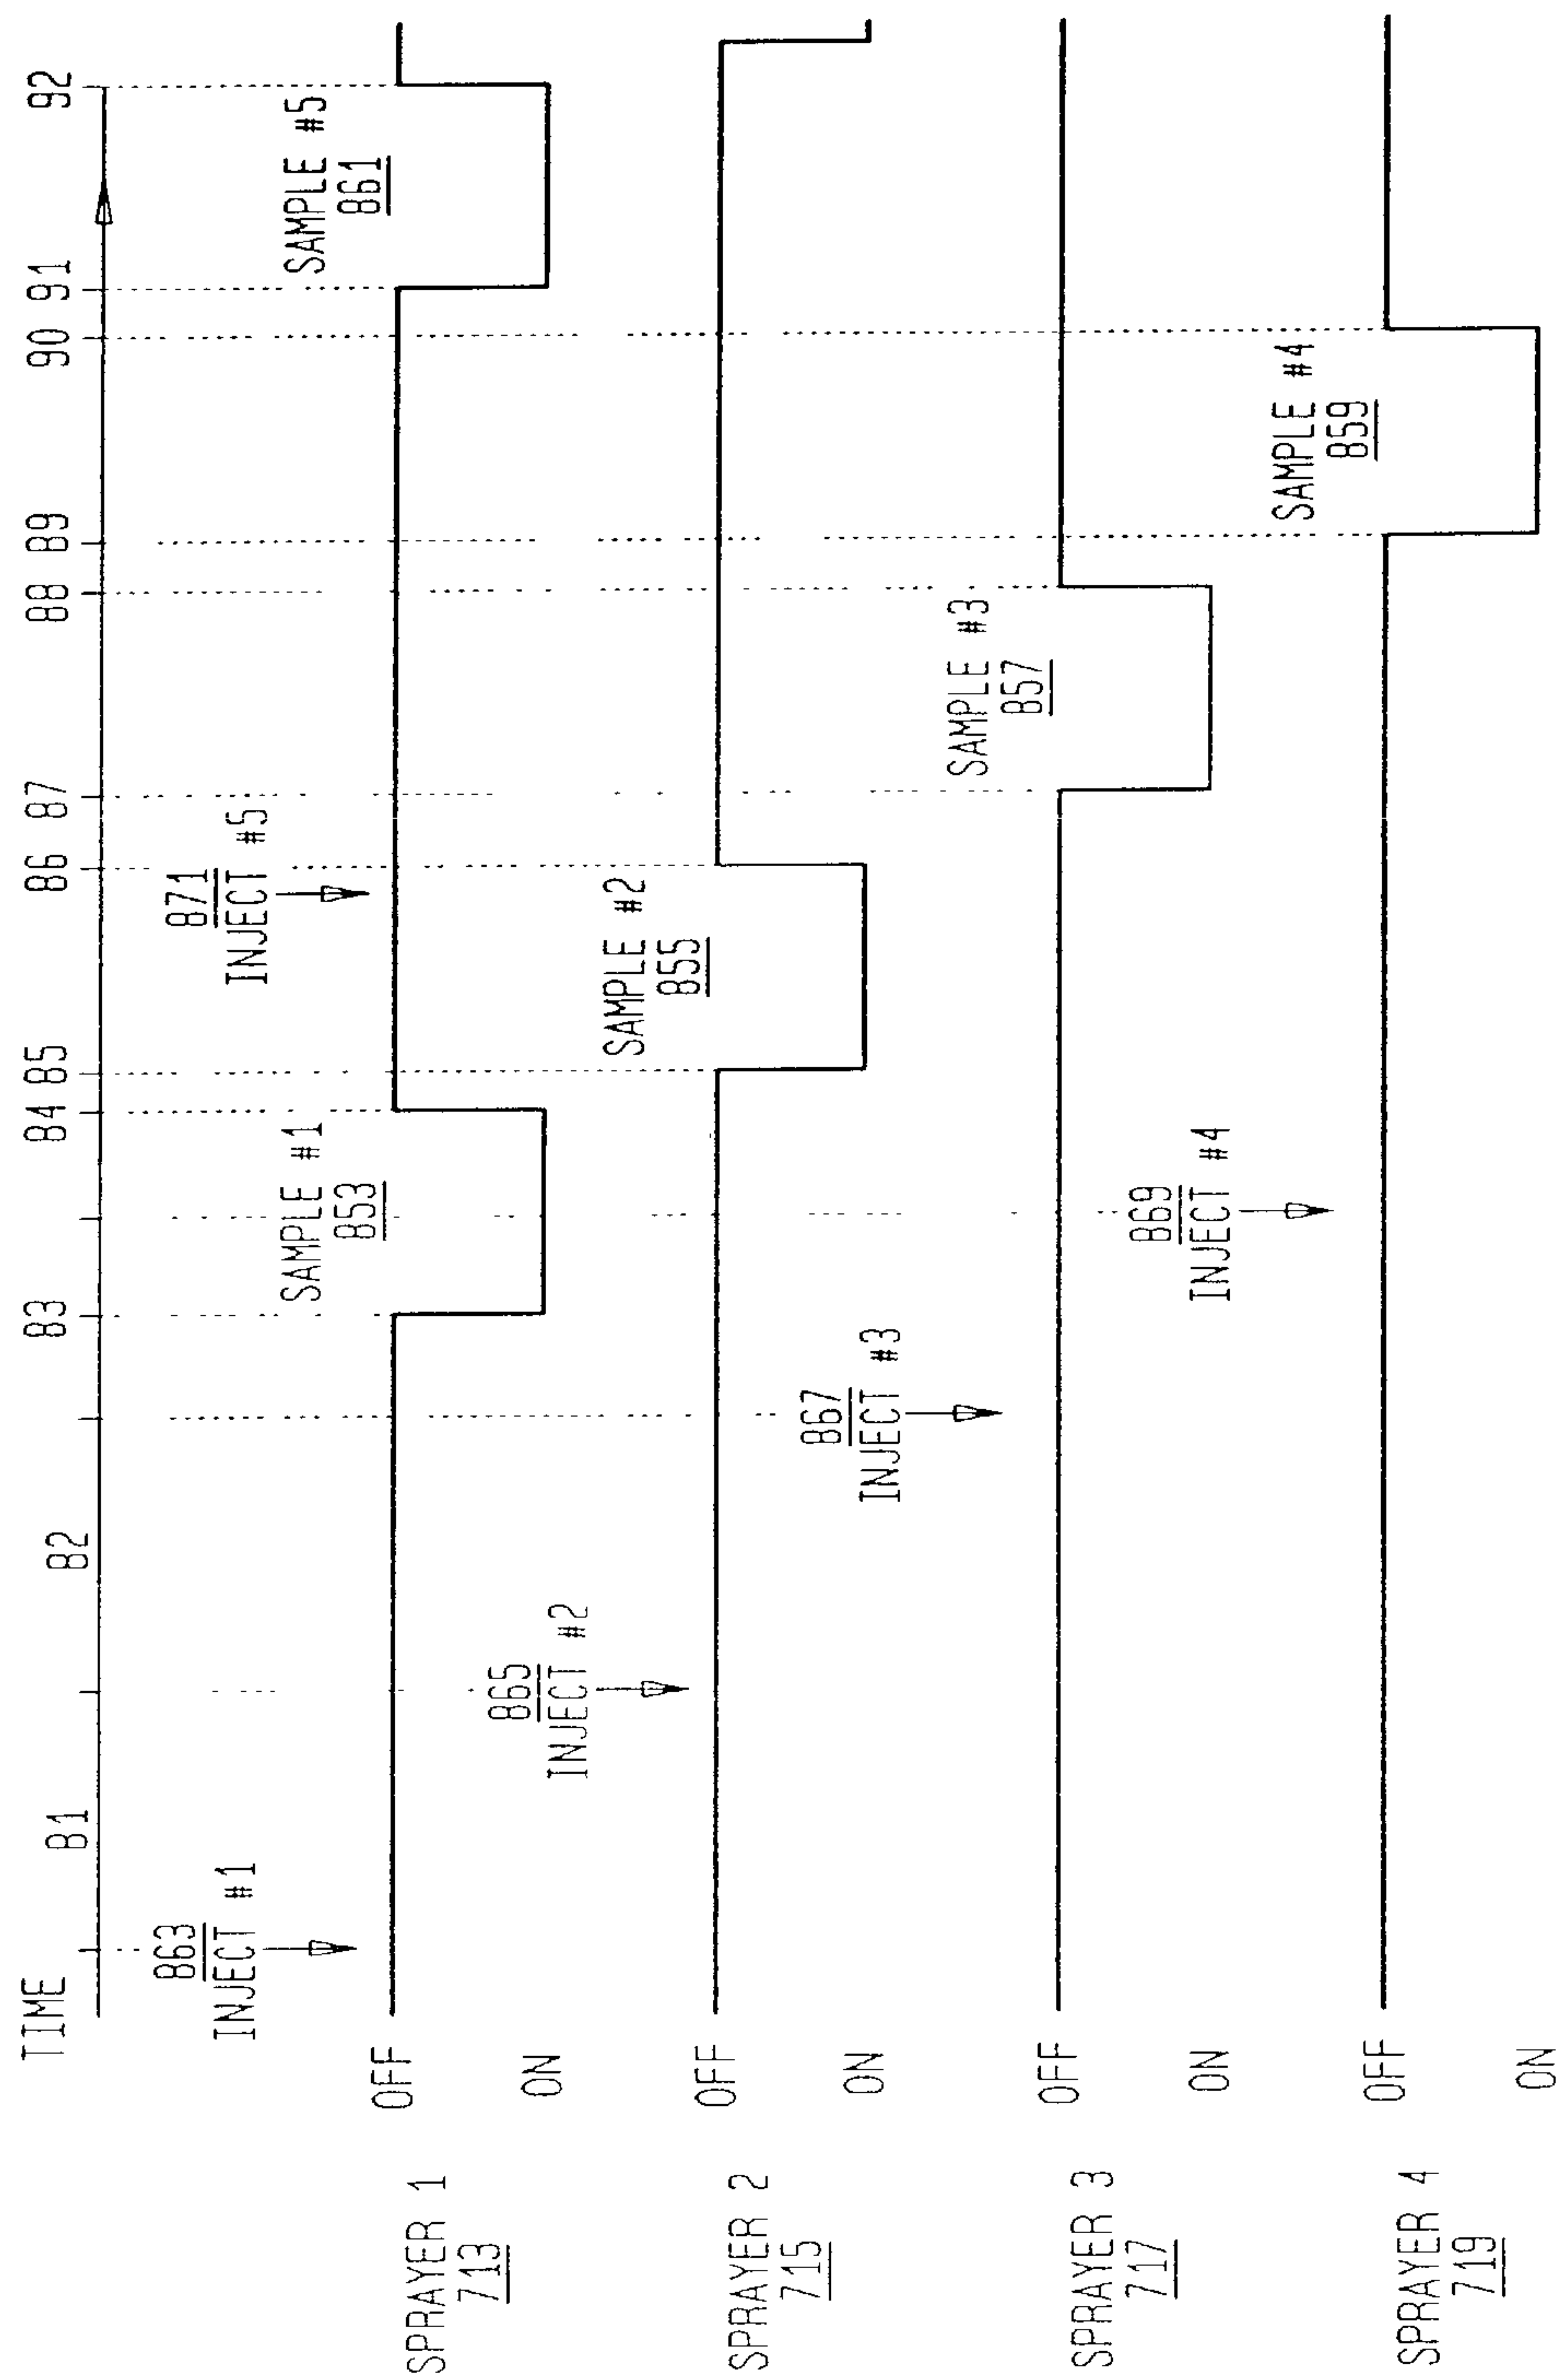 TIME
81
82
83
84
85
86
87
88
89
90
91
92
SPRAYER 1
713
OFF
ON
863
INJECT #1
SAMPLE #1
853
871
INJECT #5
SAMPLE #5
861
SPRAYER 2
715
OFF
ON
865
INJECT #2
SAMPLE #2
855
SPRAYER 3
717
OFF
ON
867
INJECT #3
SAMPLE #3
857
SPRAYER 4
719
OFF
ON
869
INJECT #4
SAMPLE #4
859